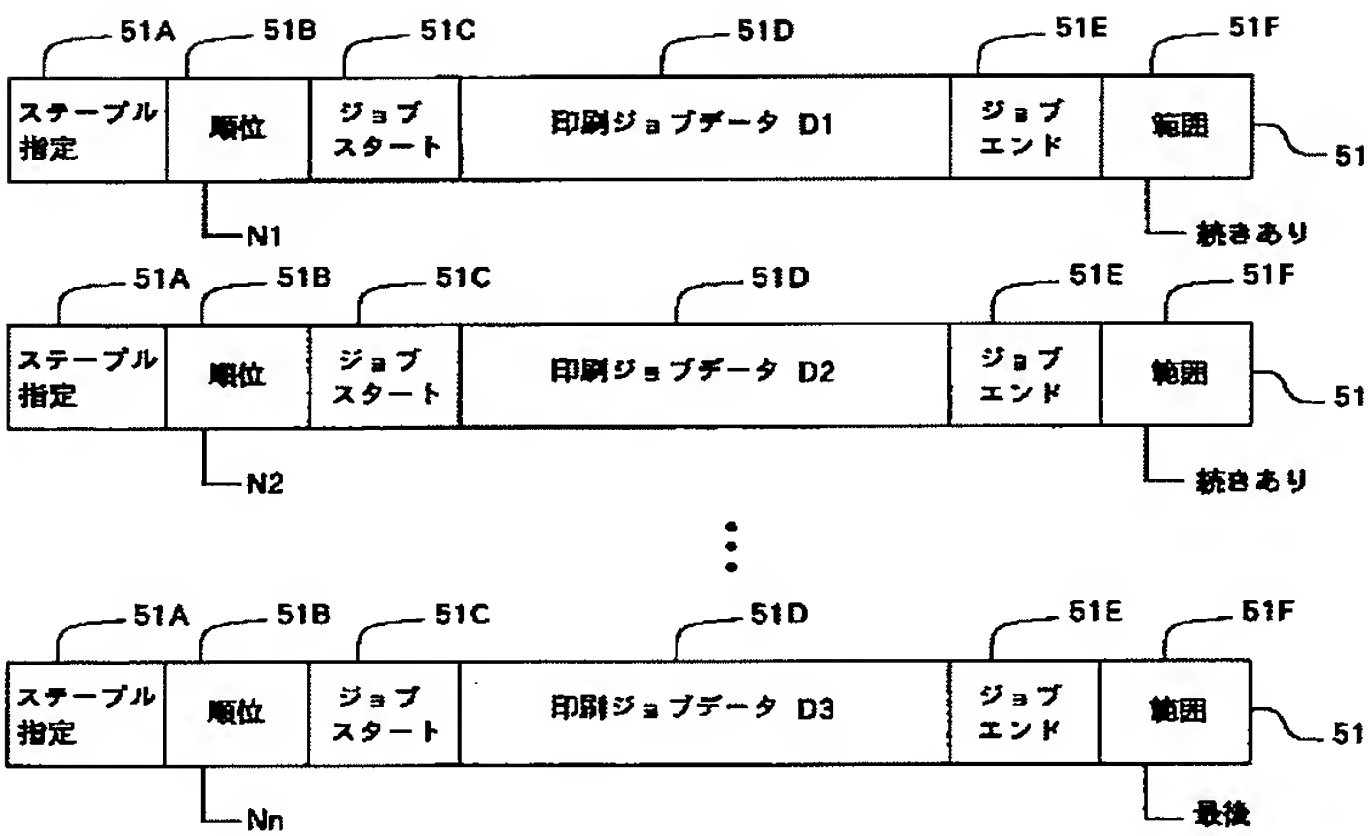 51A 51B 51C 51D 51E 51F
ステープル 指定
順位
ジョブ スタート
印刷ジョブデータ D1
ジョブ エンド
範囲
51
N1
続きあり
51A 51B 51C 51D 51E 51F
ステープル 指定
順位
ジョブ スタート
印刷ジョブデータ D2
ジョブ エンド
範囲
51
N2
続きあり
51A 51B 51C 51D 51E 51F
ステープル 指定
順位
ジョブ スタート
印刷ジョブデータ D3
ジョブ エンド
範囲
51
Nn
最後